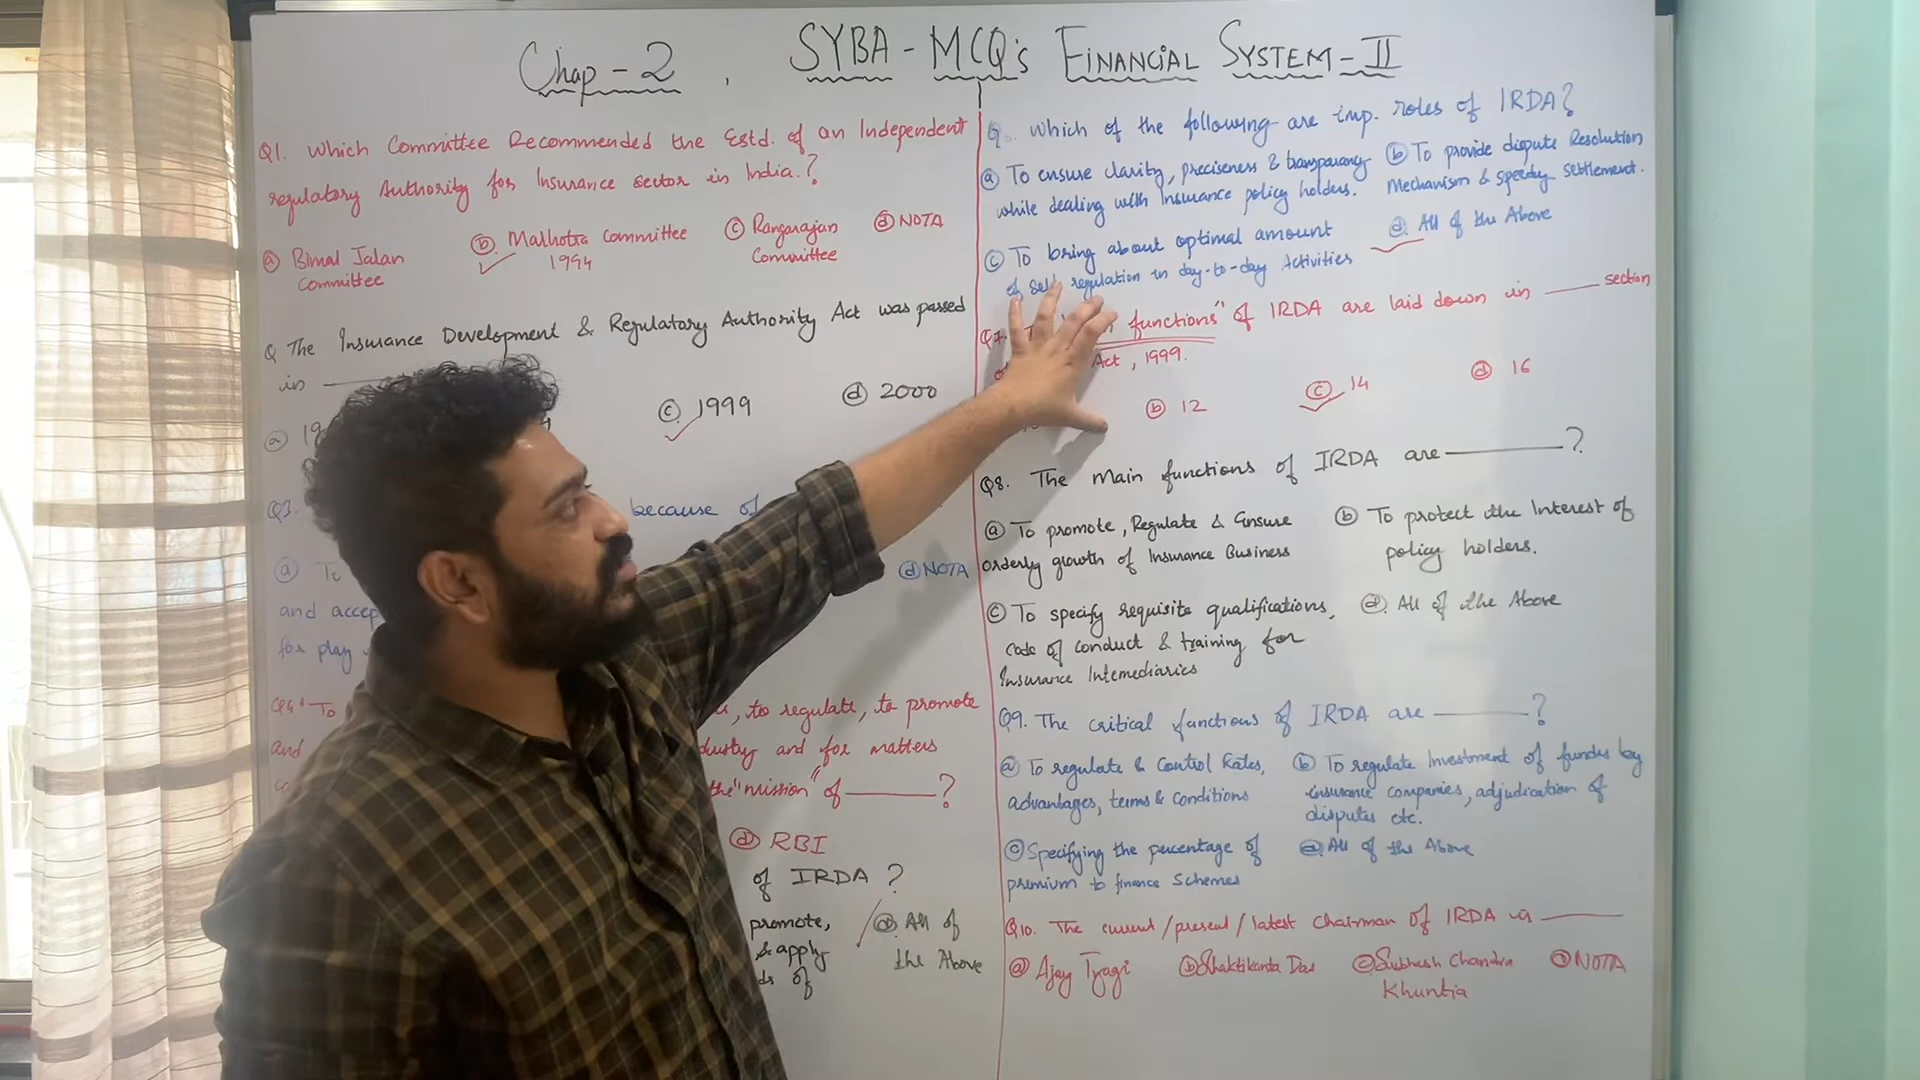 Chap-2 , SYBA-MCQ's FINANCIAL SYSTEM-II
Q1. Which Committee Recommended the Estd. of an Independent
regulatory Authority for Insurance sector in India.?
a Bimal Jalan
Committee
b. Malhotra Committee
1994
c Rangarajan
Committee
d NOTA
Q The Insurance Development & Regulatory Authority Act was passed
in
a 19
c 1999
d 2000
Q3.
because of
a To
d NOTA
and accep
for play
Q4 "To
, to regulate, to promote
and
dustry and for matters
the "mission" of ?
d RBI
of IRDA ?
promote,
& apply
ds of
d All of
the Above
Q. Which of the following are imp. roles of IRDA?
a To ensure clarity, preciseness & transparancy
while dealing with Insurance policy holders.
b To provide dispute Resolution
Mechanism & speedy settlement.
c To bring about optimal amount
of self regulation in day-to-day Activities
d. All of the Above
Q7. functions" of IRDA are laid down in section
Act, 1999.
b 12
c 14
d 16
Q8. The Main functions of IRDA are ?
a To promote, Regulate & Ensure
orderly growth of Insurance Business
b To protect the Interest of
policy holders.
c To specify requisite qualifications,
code of conduct & training for
Insurance Intemediaries
d. All of the Above
Q9. The critical functions of IRDA are ?
a To regulate & Control Rates,
advantages, terms & conditions
b To regulate Investment of fundus by
insurance companies, adjudication of
disputes etc.
c Specifying the percentage of
premium to finance schemes
d All of the Above
Q10. The current/present/latest Chairman of IRDA is
a Ajay Tyagi
b Shaktikanta Das
c Subhash Chandra
Khuntia
d NOTA